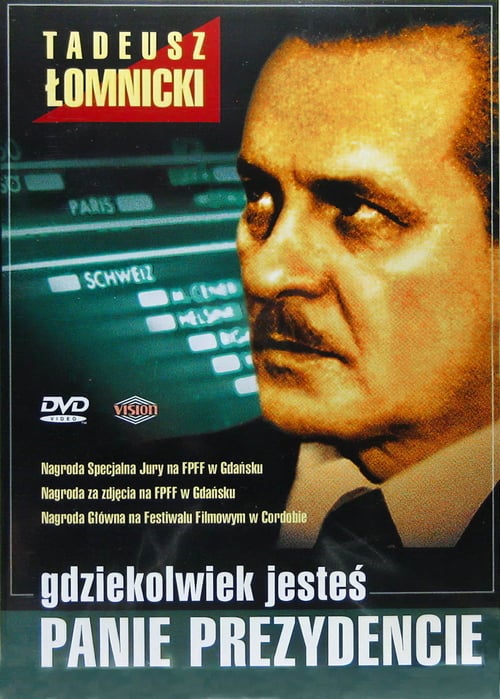 TADEUSZ
ŁOMNICKI
PARIS
SCHWEIZ
DVD
VIDEO
VISION
Nagroda Specjalna Jury na FPFF w Gdańsku
Nagroda za zdjęcia na FPFF w Gdańsku
Nagroda Główna na Festiwalu Filmowym w Cordobie
gdziekolwiek jesteś
PANIE PREZYDENCIE